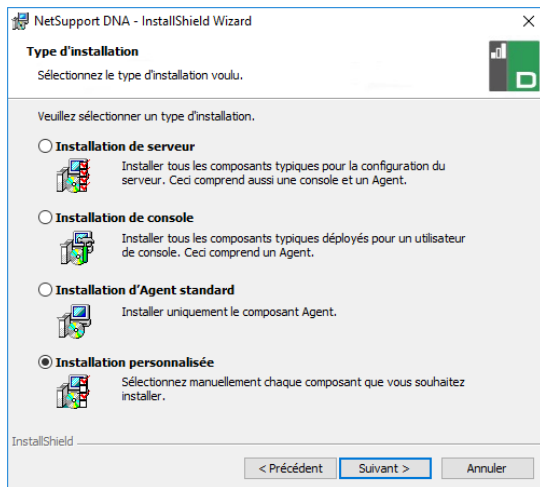 NetSupport DNA - InstallShield Wizard
Type d'installation
Sélectionnez le type d'installation voulu.
D
Veuillez sélectionner un type d'installation.
Installation de serveur
Installer tous les composants typiques pour la configuration du
serveur. Ceci comprend aussi une console et un Agent.
Installation de console
Installer tous les composants typiques déployés pour un utilisateur
de console. Ceci comprend un Agent.
Installation d'Agent standard
Installer uniquement le composant Agent.
Installation personnalisée
Sélectionnez manuellement chaque composant que vous souhaitez
installer.
InstallShield
< Précédent Suivant > Annuler